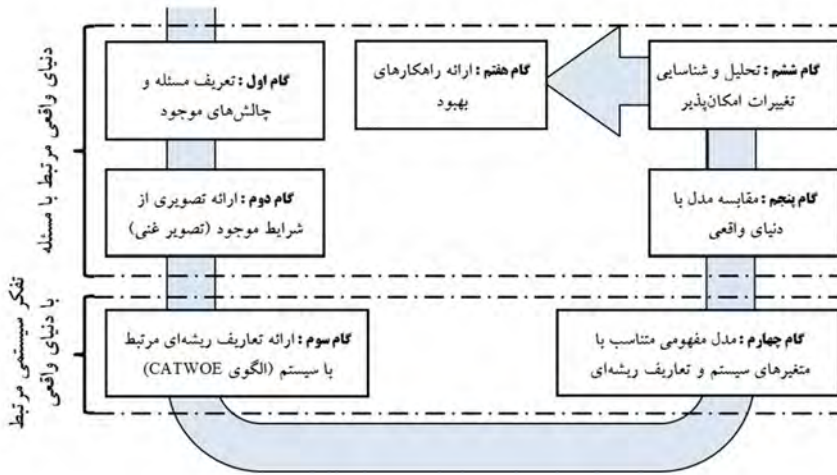 دنیای واقعی مرتبط با مسئله
گام اول : تعریف مسئله و
چالش‌های موجود
گام دوم : ارائه تصویری از
شرایط موجود (تصویر غنی)
تفکر سیستمی مرتبط
با دنیای واقعی
گام سوم : ارائه تعاریف ریشه‌ای مرتبط
با سیستم (الگوی CATWOE)
گام چهارم : مدل مفهومی متناسب با
متغیرهای سیستم و تعاریف ریشه‌ای
گام پنجم : مقایسه مدل با
دنیای واقعی
گام ششم : تحلیل و شناسایی
تغییرات امکان‌پذیر
گام هفتم : ارائه راهکارهای
بهبود